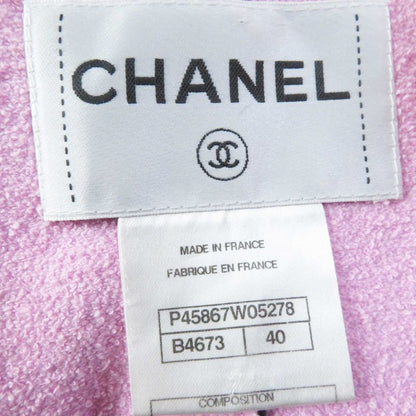 CHANEL
MADE IN FRANCE
FABRIQUE EN FRANCE
P45867W05278
B4673 40
COMPOSITION